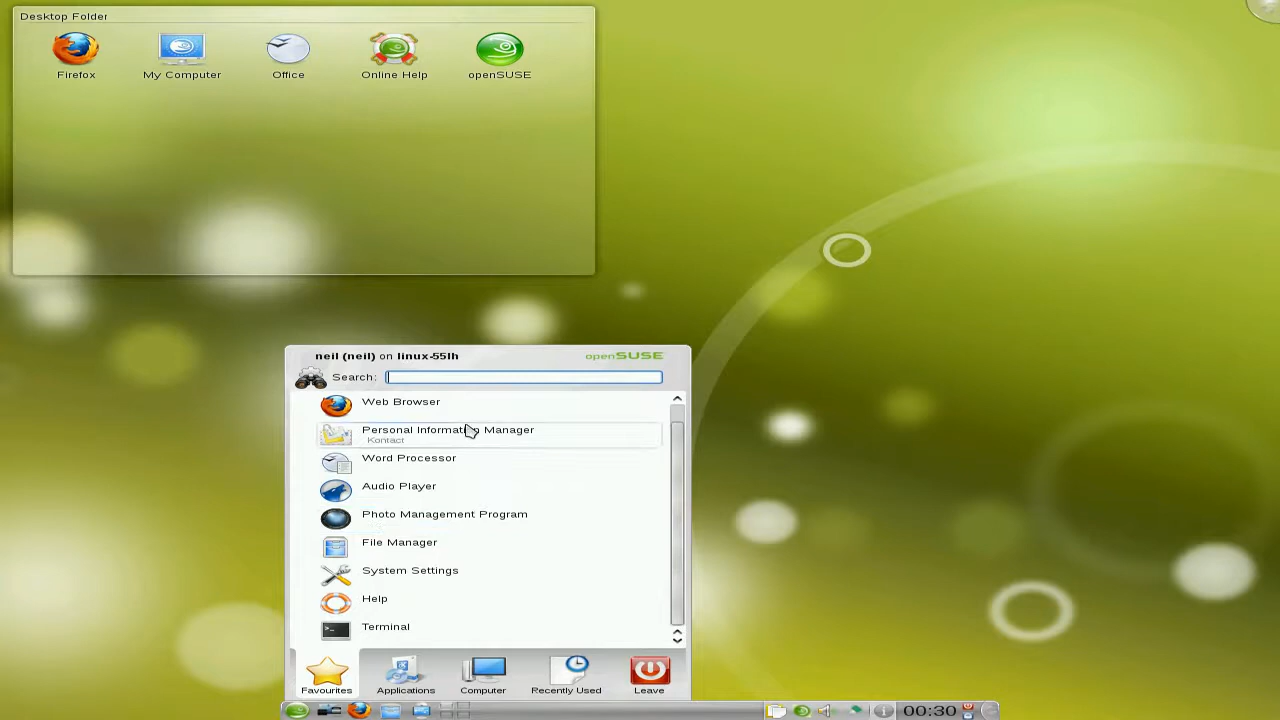 Desktop Folder
Firefox
My Computer
Office
Online Help
openSUSE
neil (neil) on linux-55lh
openSUSE
Search:
Web Browser
Personal Information Manager
Kontact
Word Processor
Audio Player
Photo Management Program
File Manager
System Settings
Help
Terminal
Favourites
Applications
Computer
Recently Used
Leave
00:30